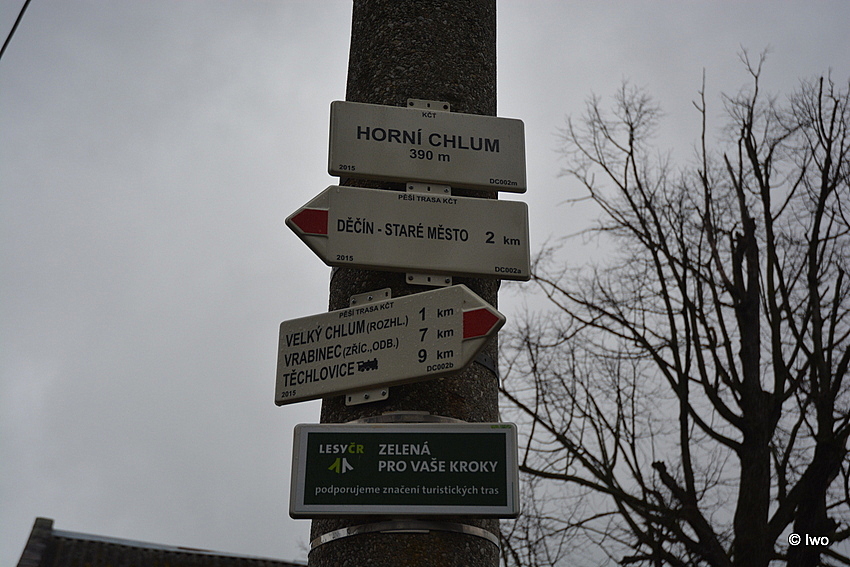 KČT
HORNÍ CHLUM
390 m
2015 DC002m
PĚŠÍ TRASA KČT
DĚČÍN - STARÉ MĚSTO 2 km
2015 DC002a
PĚŠÍ TRASA KČT
VELKÝ CHLUM (ROZHL.) 1 km
VRABINEC (ZŘÍC.,ODB.) 7 km
TĚCHLOVICE 9 km
2015 DC002b
LESYČR ZELENÁ
PRO VAŠE KROKY
podporujeme značení turistických tras
© Iwo